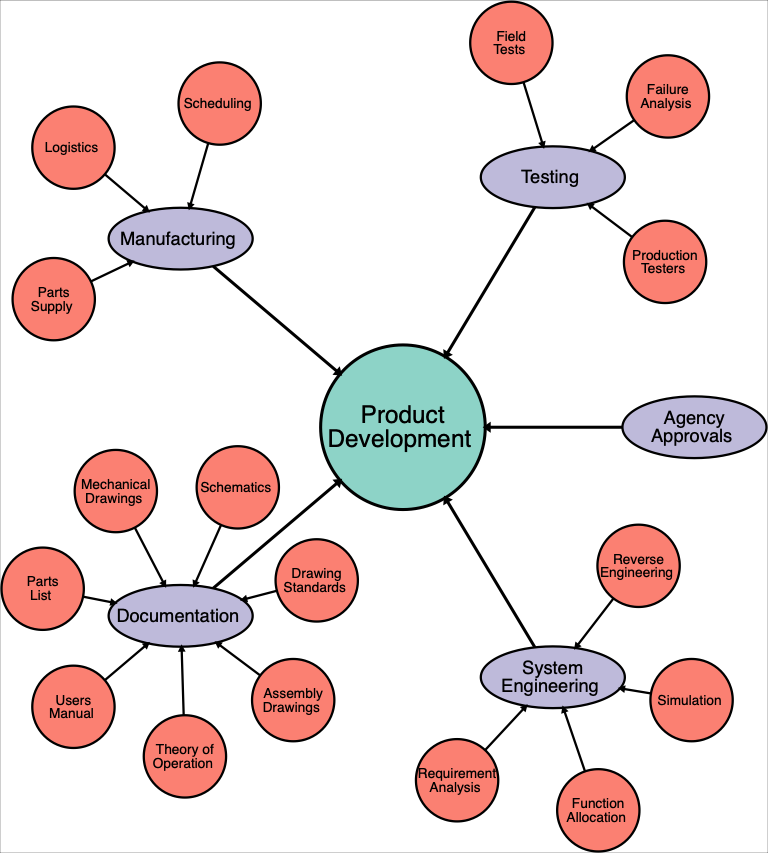 Field
Tests
Failure
Analysis
Scheduling
Logistics
Testing
Manufacturing
Production
Testers
Parts
Supply
Product
Development
Agency
Approvals
Mechanical
Drawings
Schematics
Reverse
Engineering
Drawing
Standards
Parts
List
Documentation
System
Engineering
Users
Manual
Assembly
Drawings
Simulation
Theory of
Operation
Requirement
Analysis
Function
Allocation